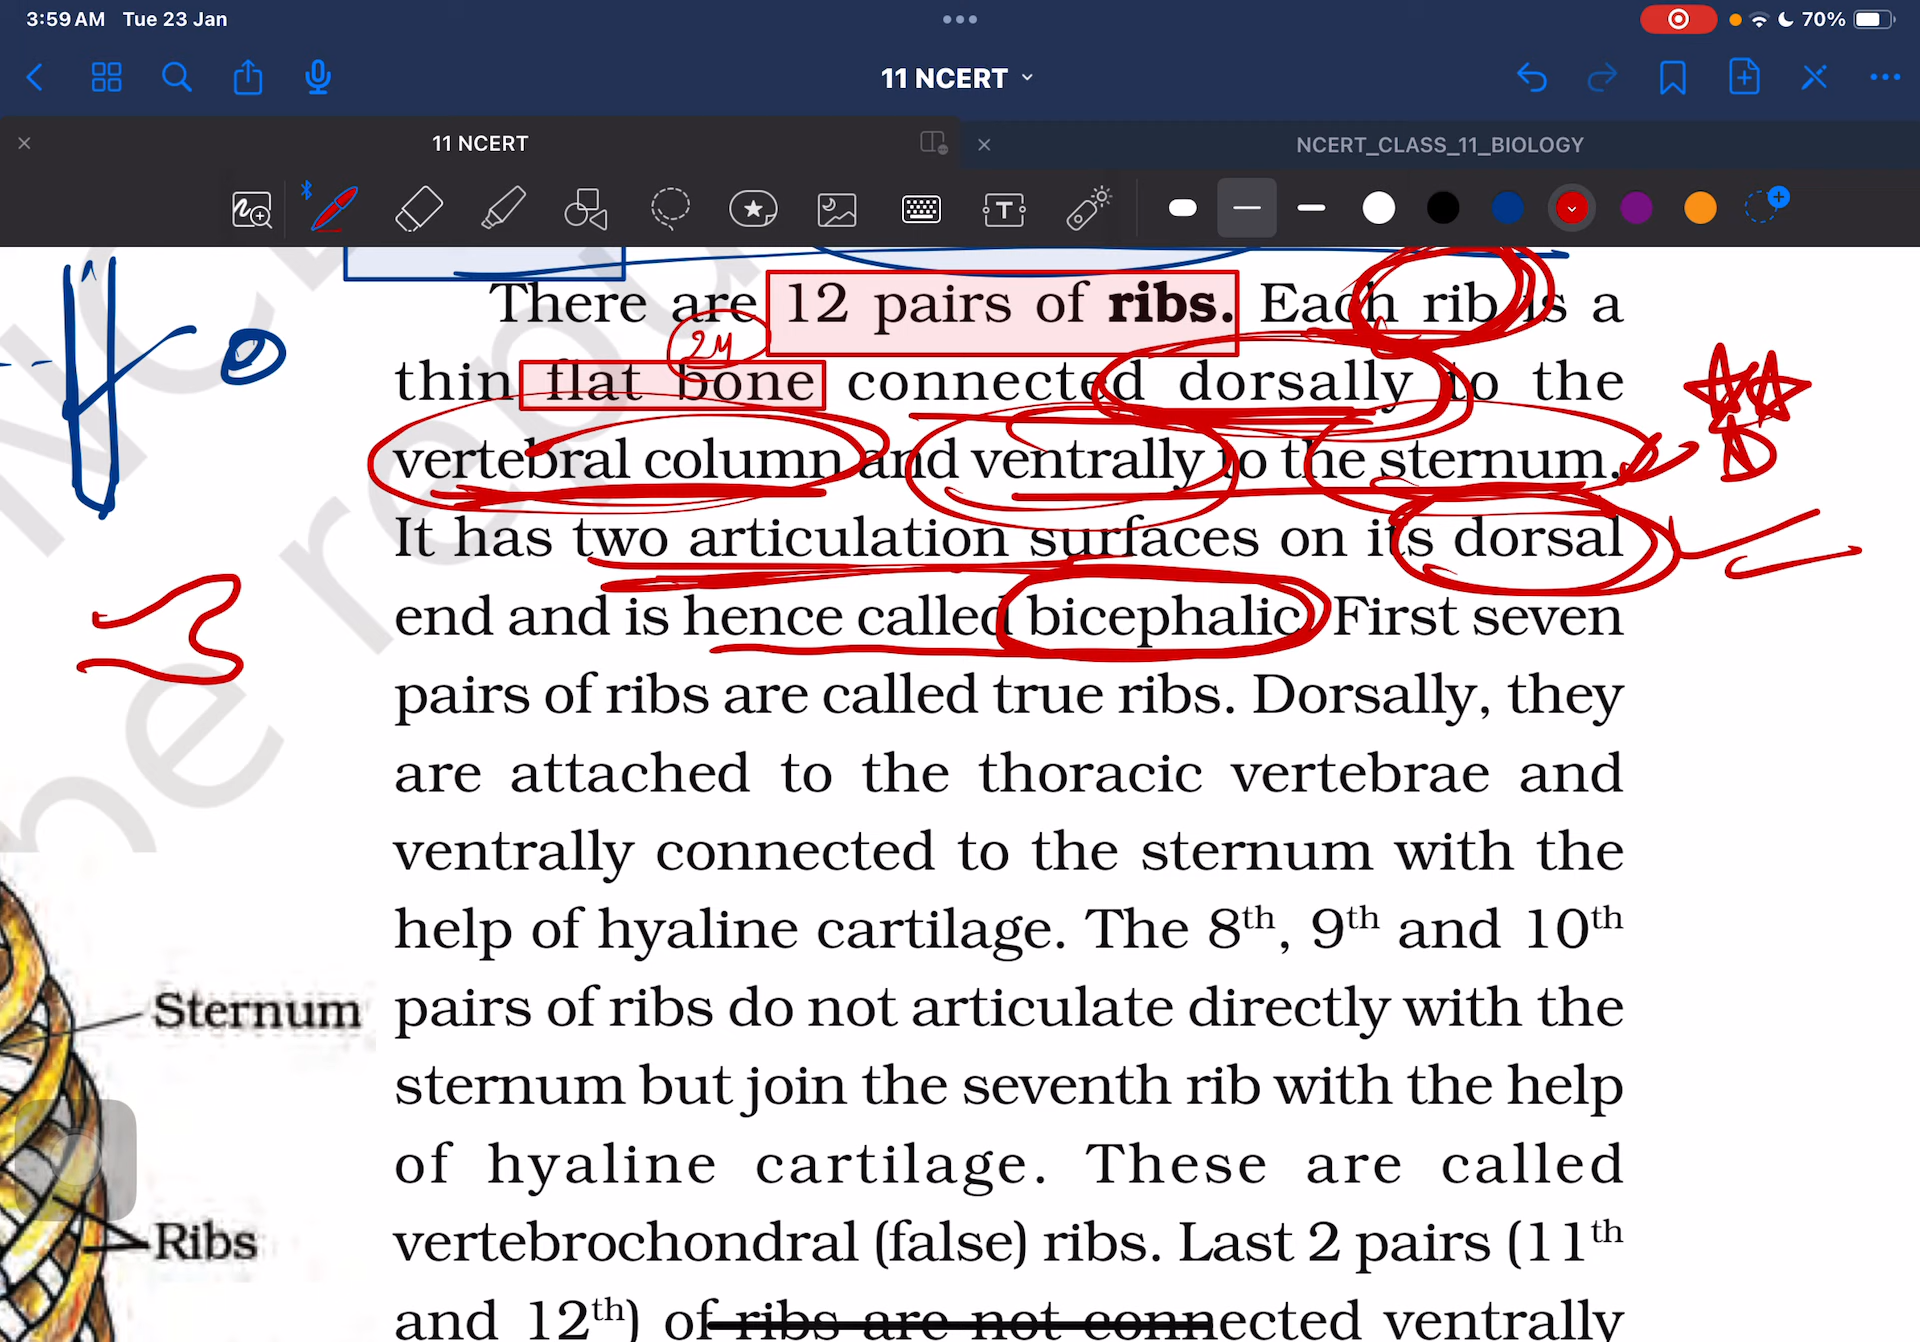 3:59 AM Tue 23 Jan
70%
11 NCERT
11 NCERT
NCERT_CLASS_11_BIOLOGY
There are 12 pairs of ribs. Each rib is a
24
thin flat bone connected dorsally to the
vertebral column and ventrally to the sternum.
It has two articulation surfaces on its dorsal
end and is hence called bicephalic. First seven
pairs of ribs are called true ribs. Dorsally, they
are attached to the thoracic vertebrae and
ventrally connected to the sternum with the
help of hyaline cartilage. The 8th, 9th and 10th
Sternum
pairs of ribs do not articulate directly with the
sternum but join the seventh rib with the help
of hyaline cartilage. These are called
Ribs
vertebrochondral (false) ribs. Last 2 pairs (11th
and 12th) of ribs are not connected ventrally